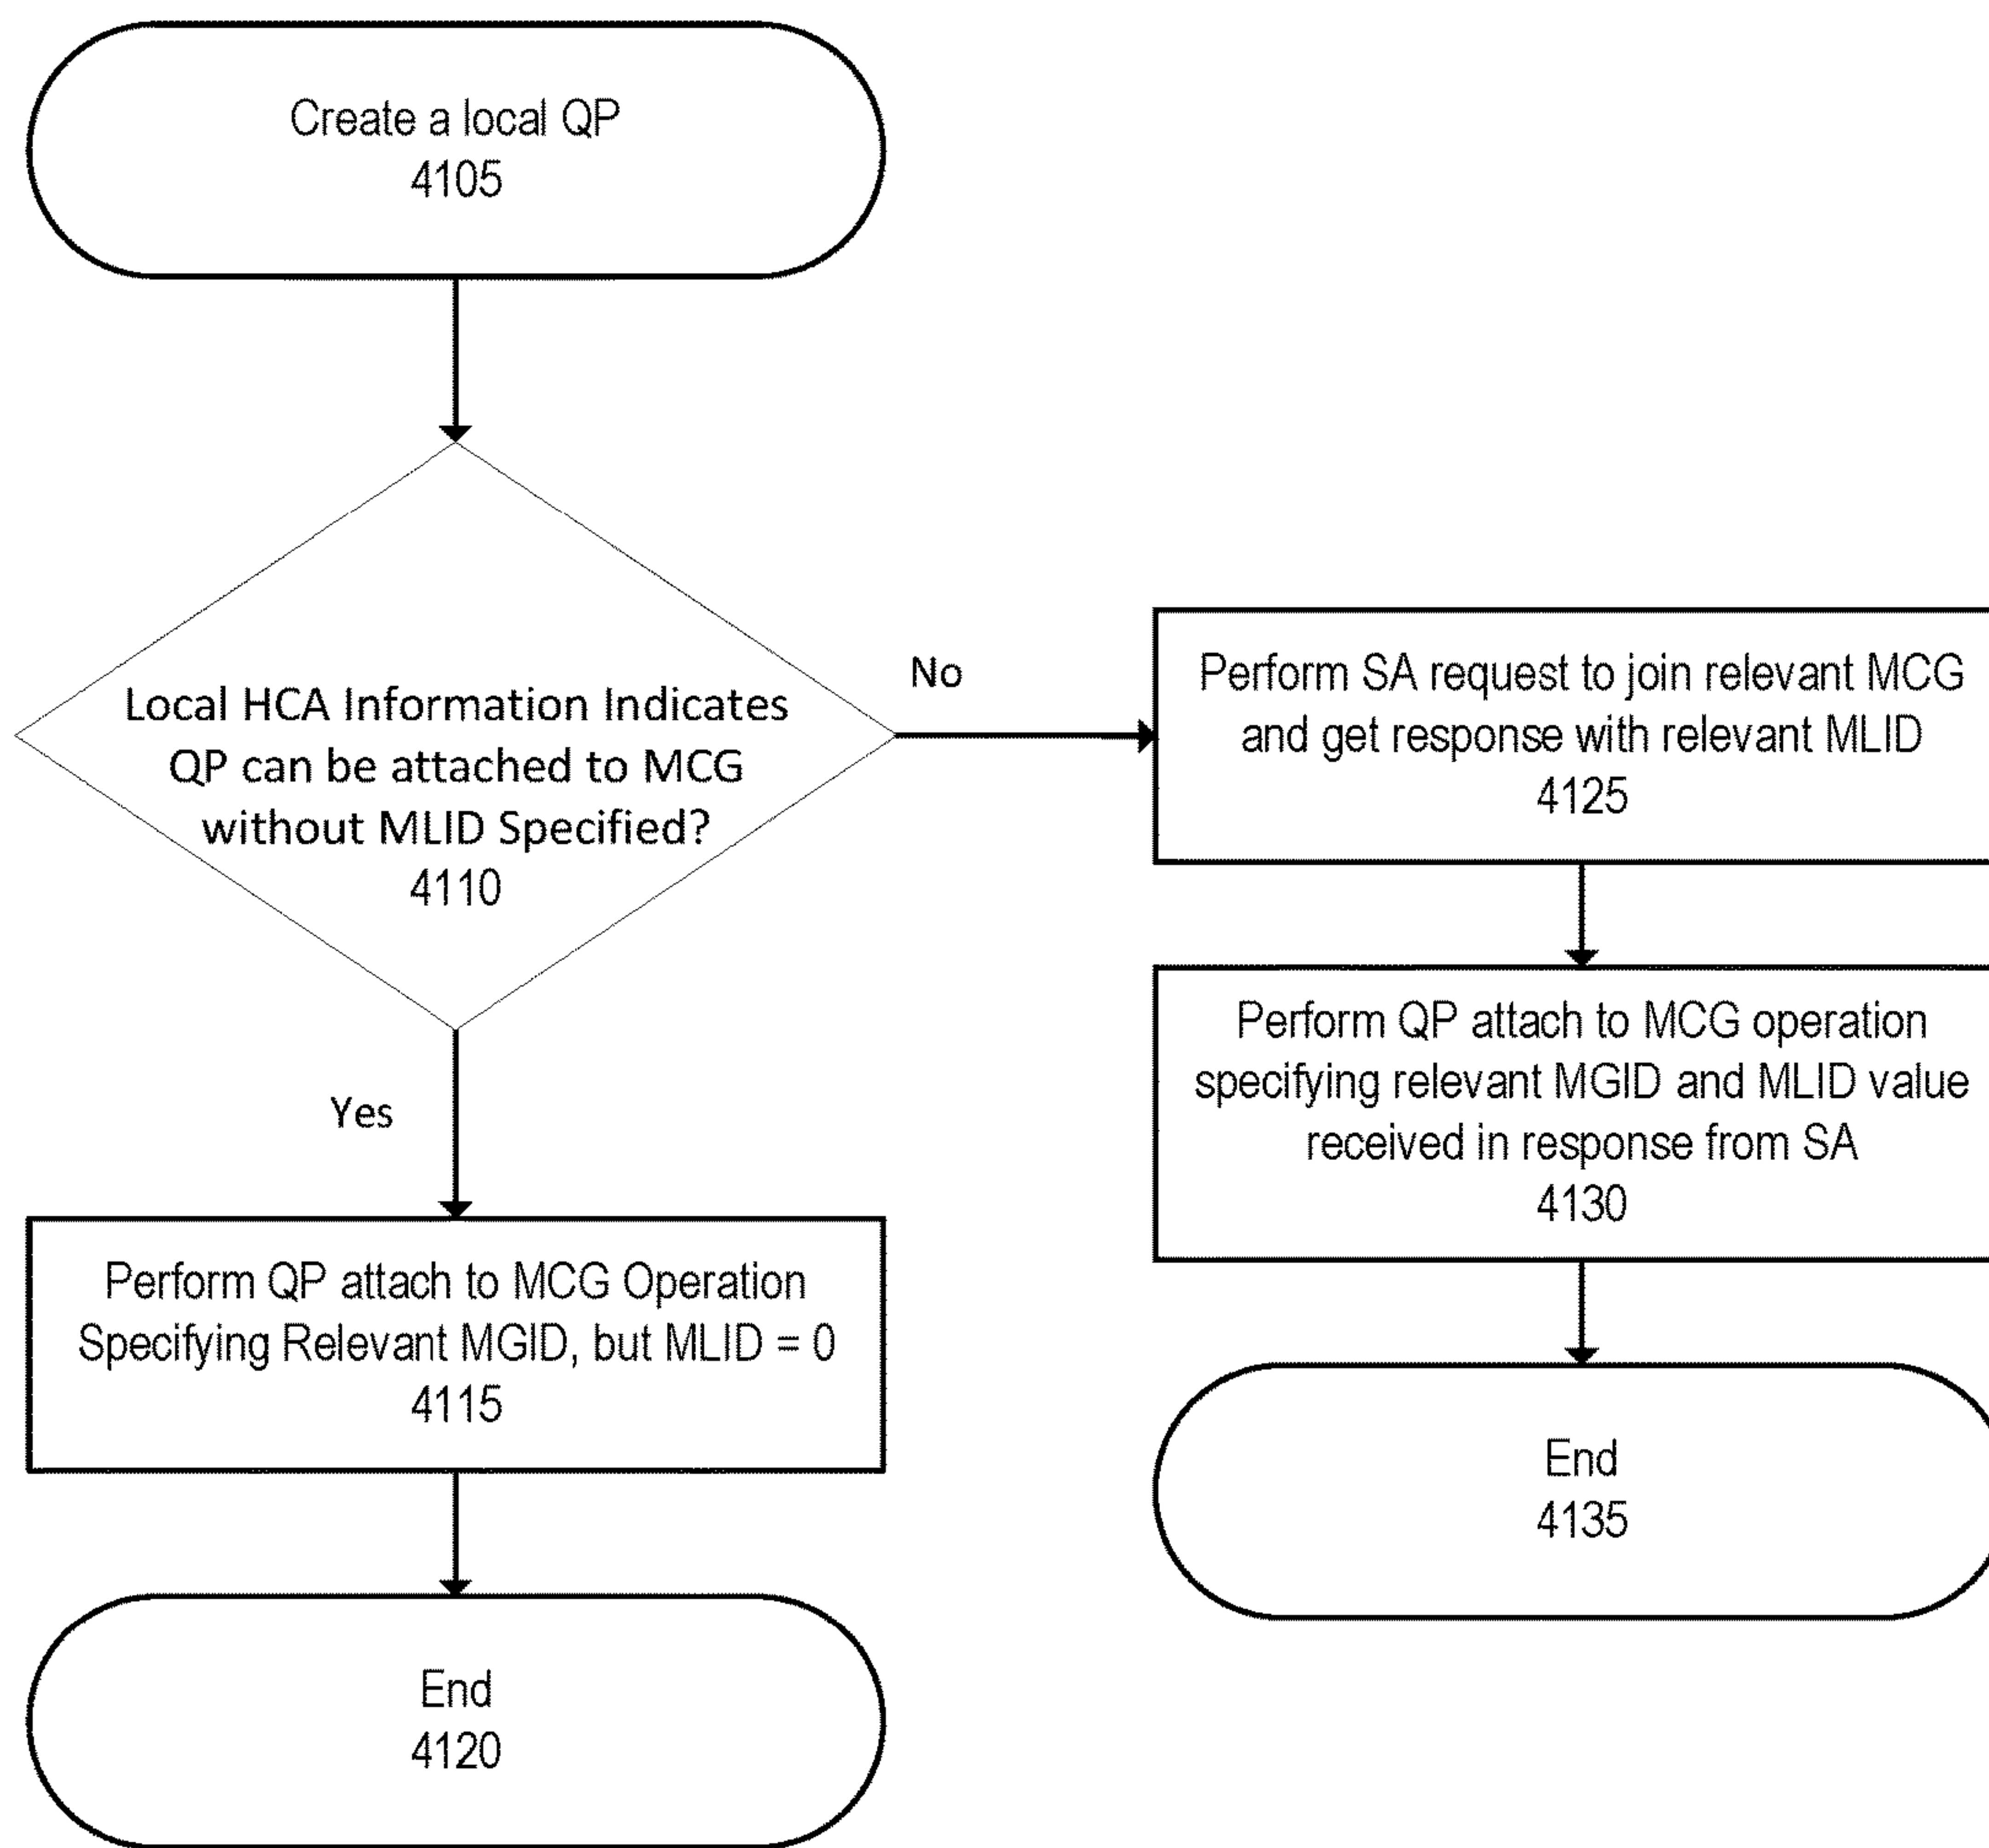 Create a local QP
4105
Local HCA Information Indicates
QP can be attached to MCG
without MLID Specified?
4110
No
Yes
Perform QP attach to MCG Operation
Specifying Relevant MGID, but MLID = 0
4115
End
4120
Perform SA request to join relevant MCG
and get response with relevant MLID
4125
Perform QP attach to MCG operation
specifying relevant MGID and MLID value
received in response from SA
4130
End
4135